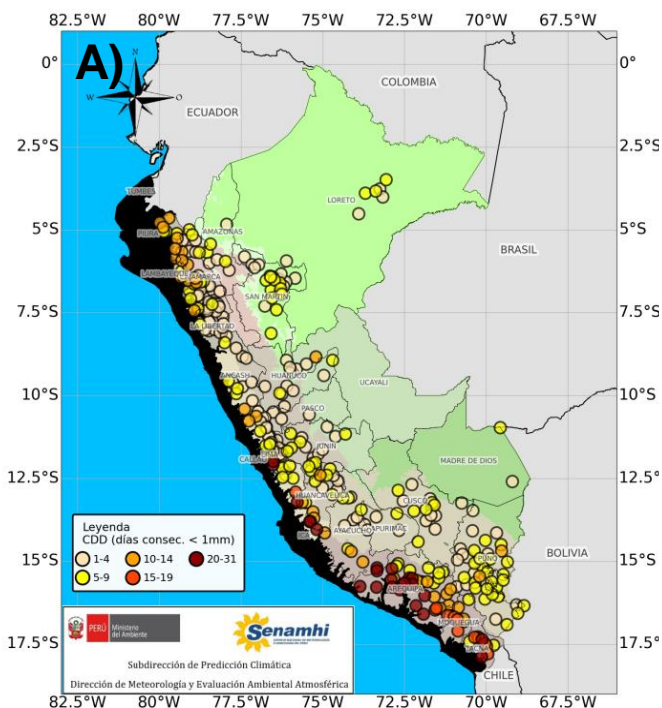 82.5°W 80°W 77.5°W 75°W 72.5°W 70°W 67.5°W
A)
N
W O
S
0° 0°
COLOMBIA
ECUADOR
2.5°S 2.5°S
TUMBES
LORETO
5°S 5°S
PIURA
AMAZONAS
BRASIL
LAMBAYEQUE
SAN MARTIN
7.5°S 7.5°S
LA LIBERTAD
ANCASH
HUANUCO
UCAYALI
10°S 10°S
PASCO
JUNIN
MADRE DE DIOS
12.5°S 12.5°S
HUANCAVELICA
CUSCO
AYACUCHO
APURIMAC
ICA
PUNO
BOLIVIA
15°S 15°S
Leyenda
CDD (días consec. < 1mm)
1-4 10-14 20-31
5-9 15-19
AREQUIPA
MOQUEGUA
TACNA
17.5°S 17.5°S
CHILE
PERÚ Ministerio
del Ambiente
Senamhi
Subdirección de Predicción Climática
Dirección de Meteorología y Evaluación Ambiental Atmosférica
82.5°W 80°W 77.5°W 75°W 72.5°W 70°W 67.5°W